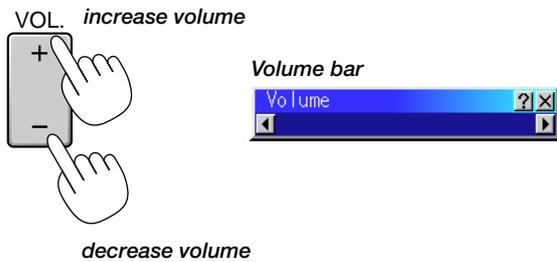 VOL. increase volume
+
Volume bar
Volume ? ×
−
decrease volume